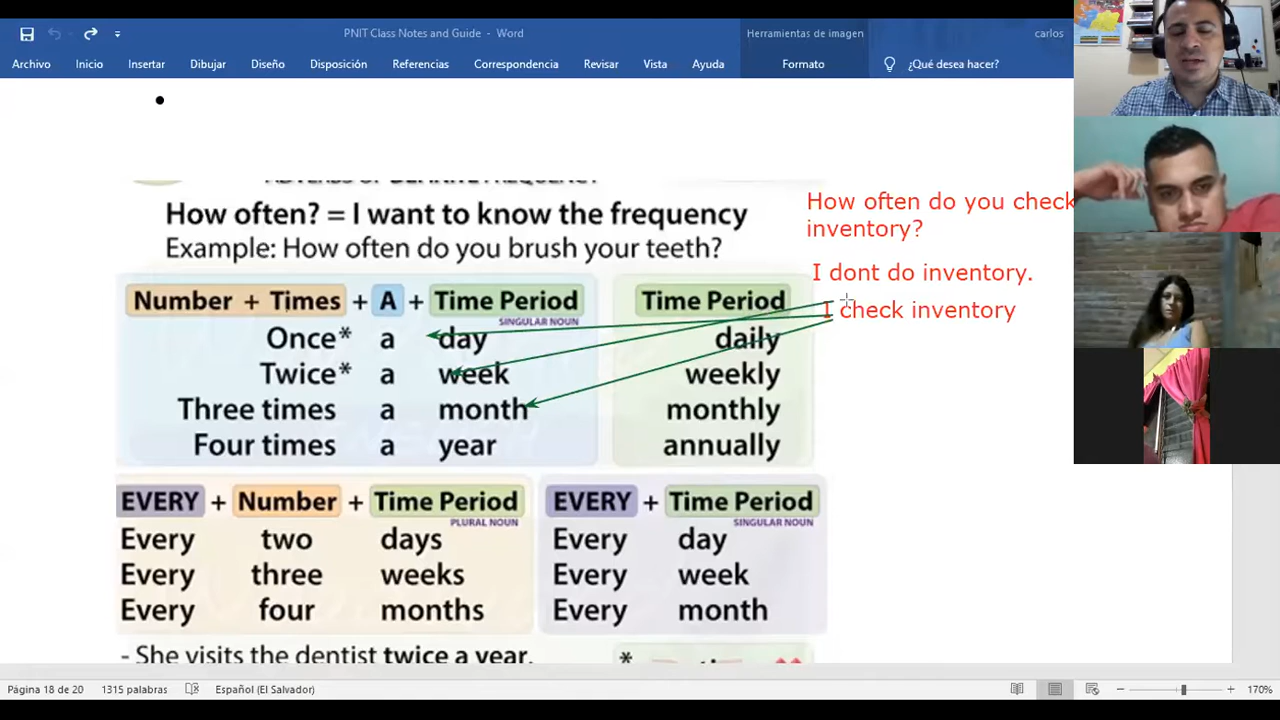 PNIT Class Notes and Guide - Word
Herramientas de imagen
carlos
Archivo Inicio Insertar Dibujar Diseño Disposición Referencias Correspondencia Revisar Vista Ayuda Formato ¿Qué desea hacer?
How often? = I want to know the frequency
Example: How often do you brush your teeth?
Number + Times + A + Time Period
SINGULAR NOUN
Once* a day
Twice* a week
Three times a month
Four times a year
Time Period
daily
weekly
monthly
annually
How often do you check
inventory?
I dont do inventory.
I check inventory
EVERY + Number + Time Period
PLURAL NOUN
Every two days
Every three weeks
Every four months
EVERY + Time Period
SINGULAR NOUN
Every day
Every week
Every month
- She visits the dentist twice a year.
*
Página 18 de 20 1315 palabras Español (El Salvador) 170%